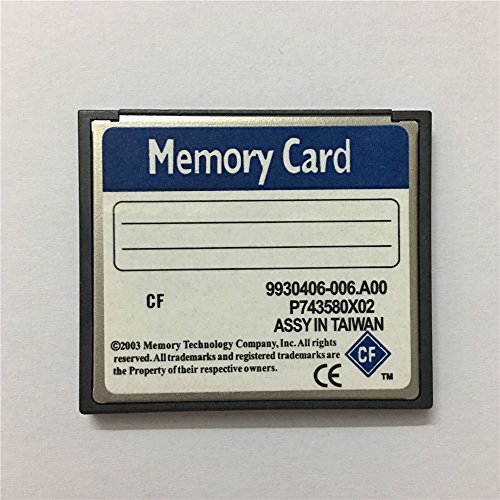 Memory Card
9930406-006.A00
CF
P743580X02
ASSY IN TAIWAN
©2003 Memory Technology Company, Inc. All rights
reserved. All trademarks and registered trademarks are
the Property of their respective owners.
CE
CF
TM